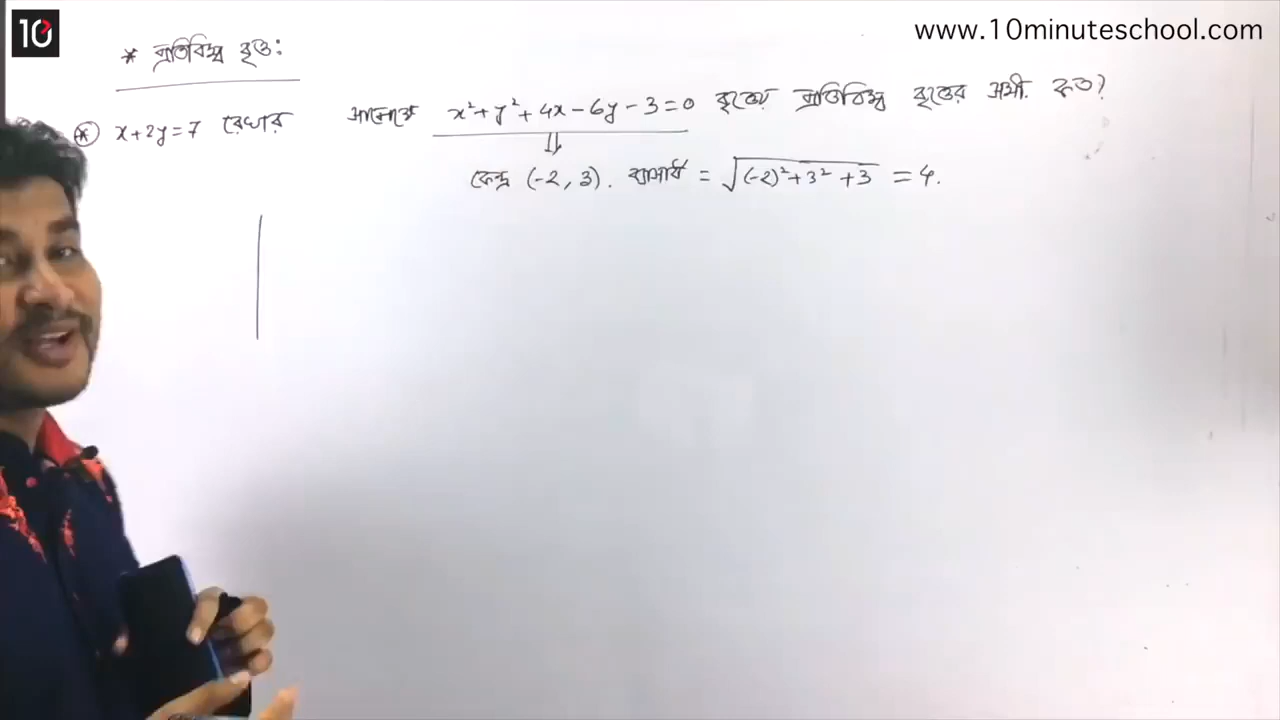 10
www.10minuteschool.com
* প্রতিবিম্ব বৃত্ত:
* x+2y=7 রেখার সাপেক্ষে x²+y²+4x-6y-3=0 বৃত্তের প্রতিবিম্ব বৃত্তের সমী. কত?
কেন্দ্র (-2, 3). ব্যাসার্ধ = √(-2)²+3²+3 = 4.